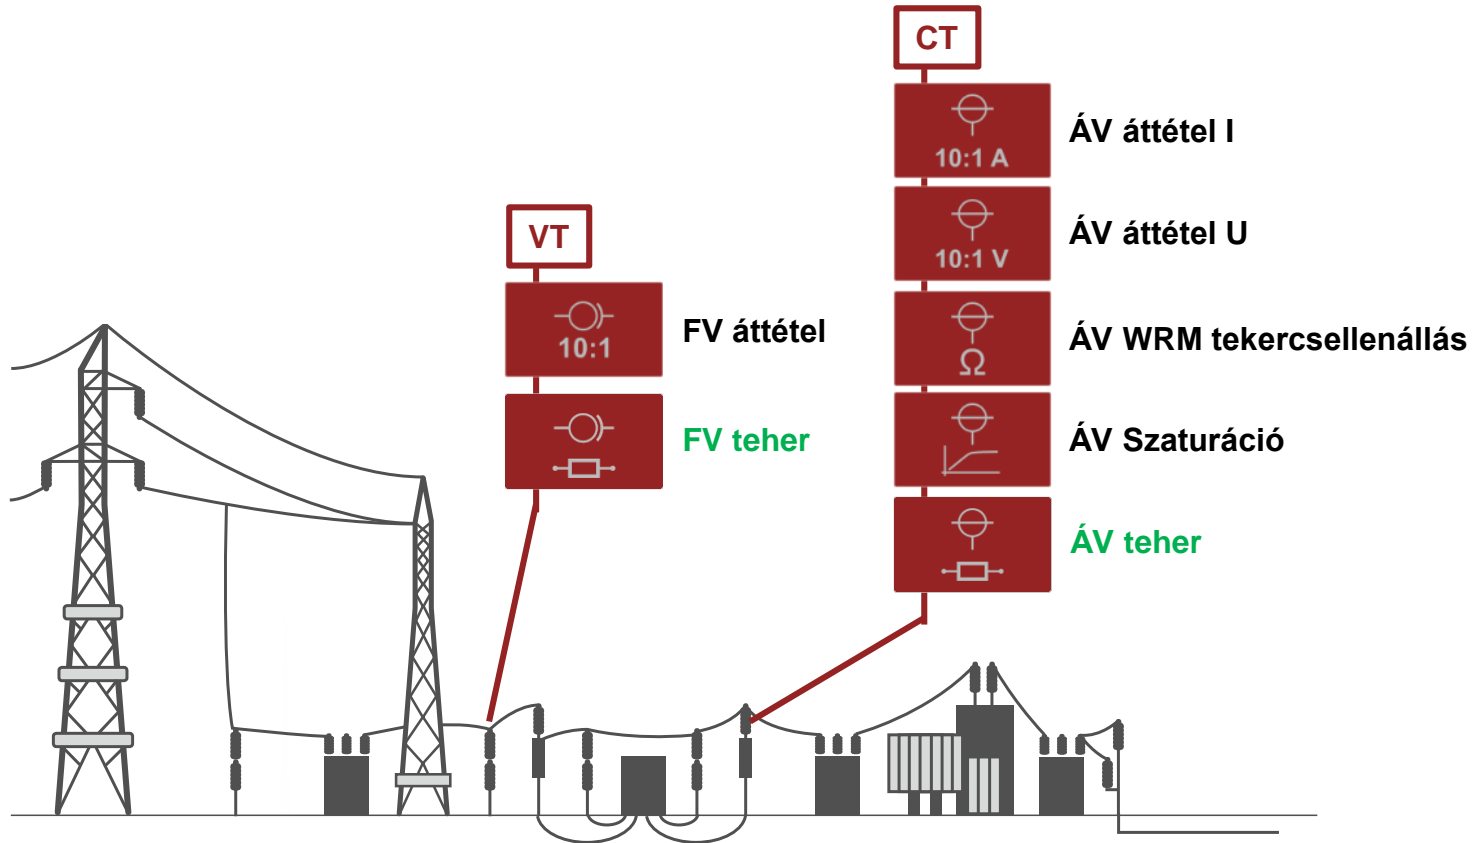 CT
10:1 A
ÁV áttétel I
10:1 V
ÁV áttétel U
Ω
ÁV WRM tekercsellenállás
ÁV Szaturáció
ÁV teher
VT
10:1
FV áttétel
FV teher